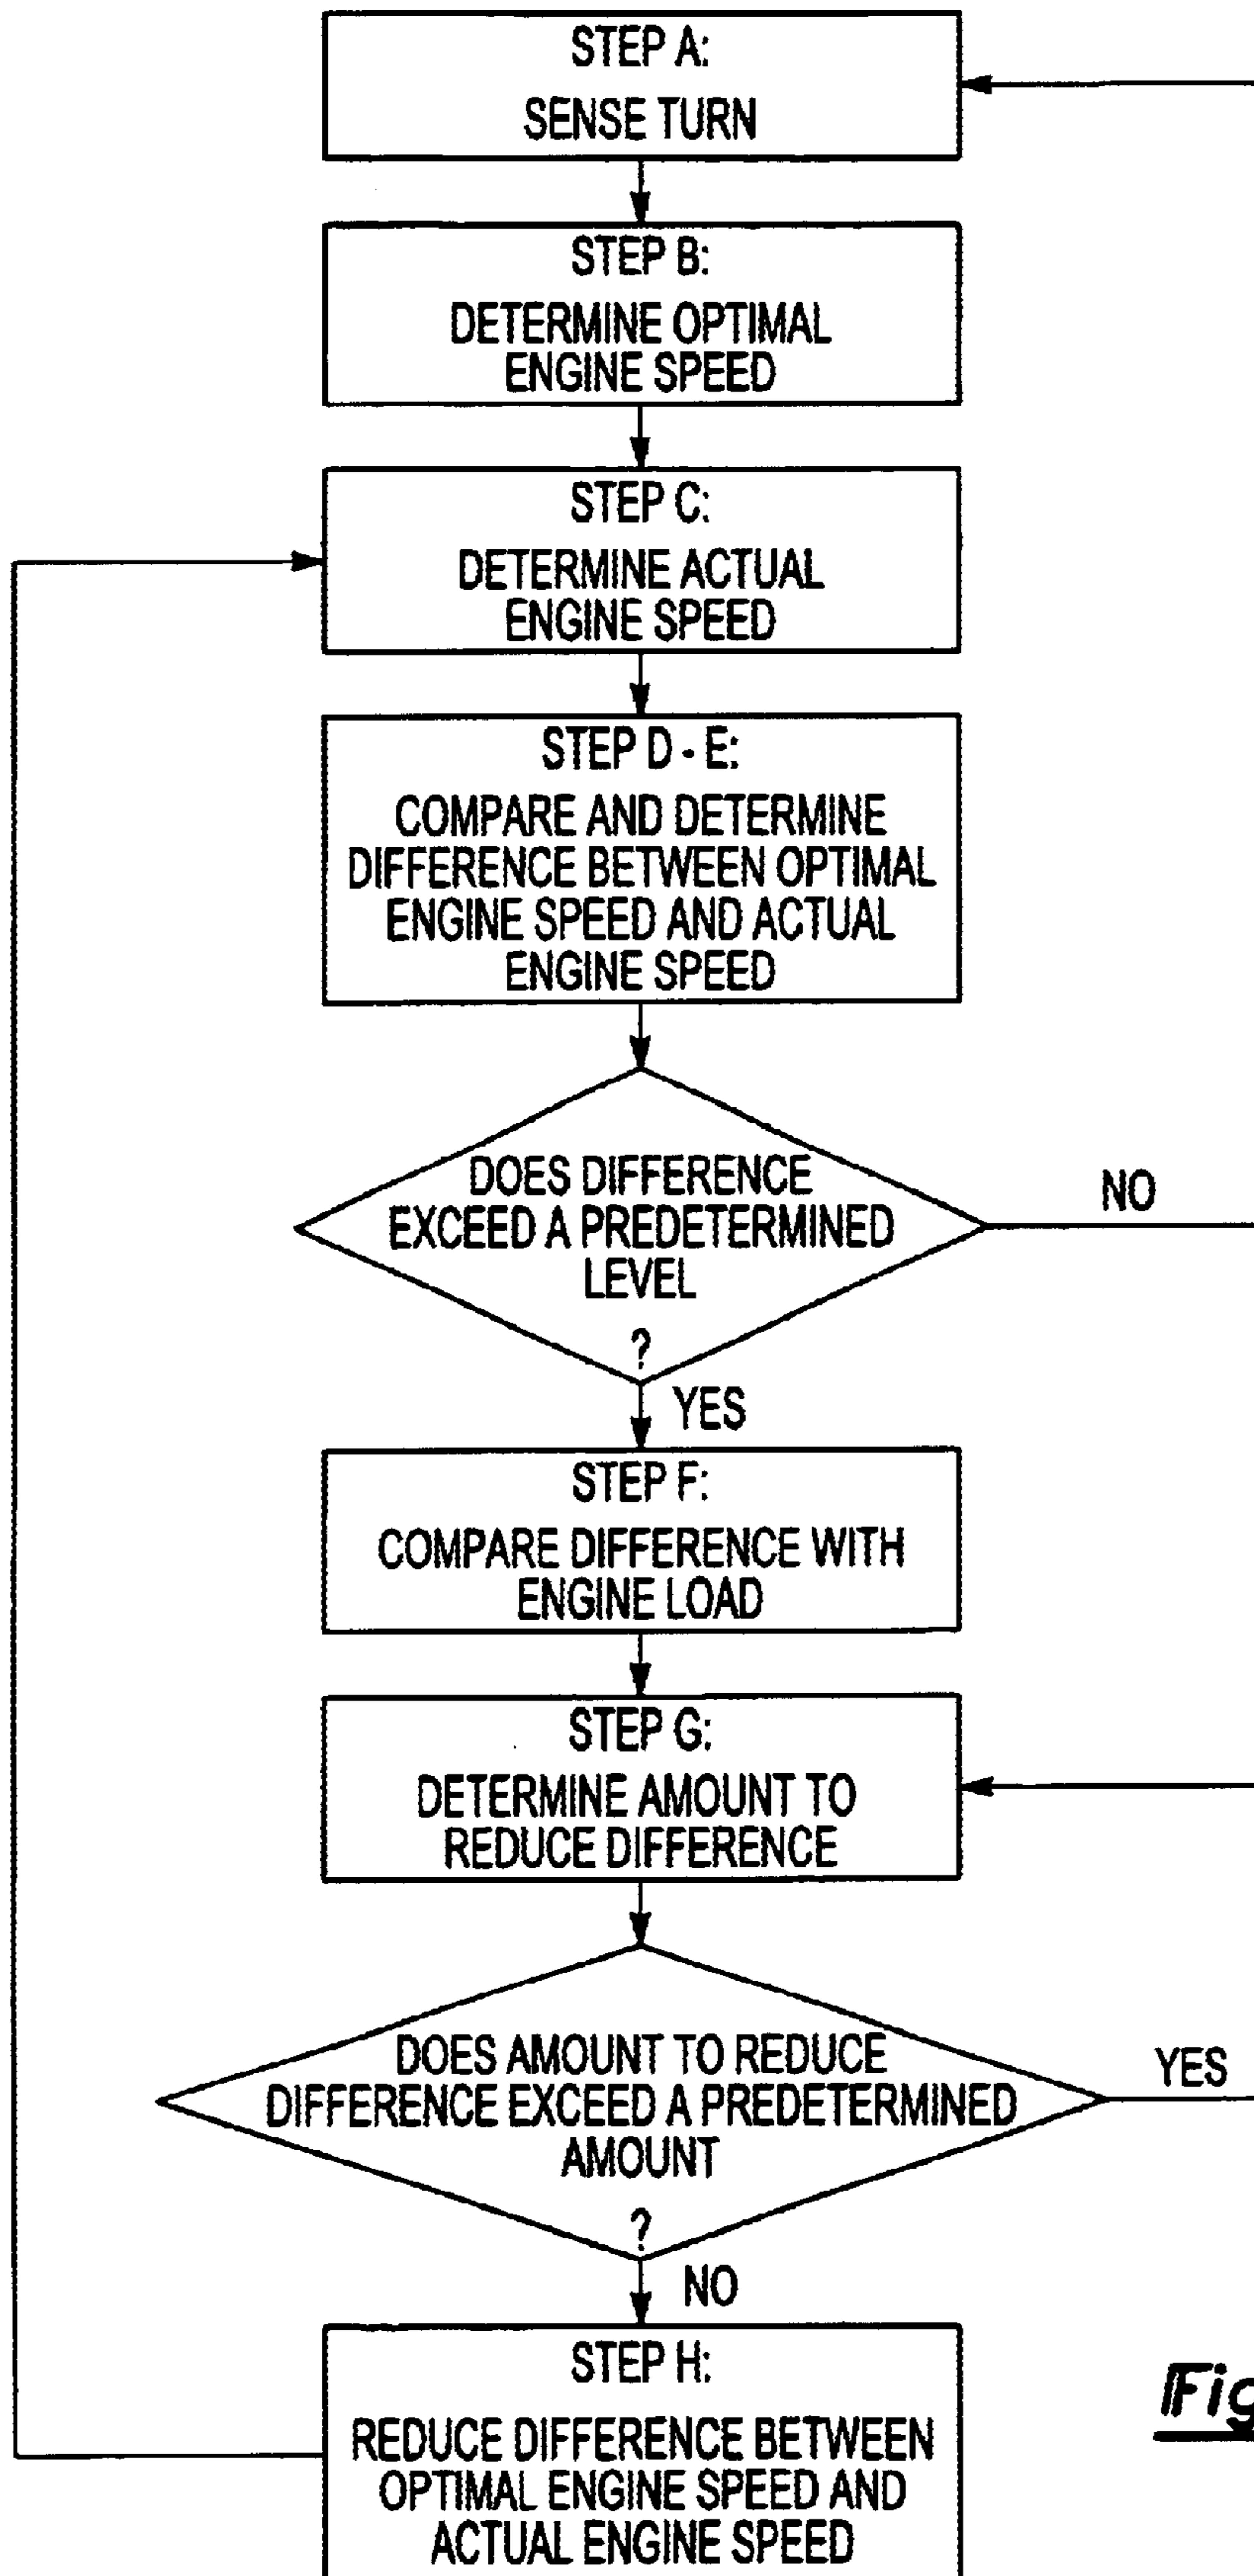 STEP A:
SENSE TURN
STEP B:
DETERMINE OPTIMAL
ENGINE SPEED
STEP C:
DETERMINE ACTUAL
ENGINE SPEED
STEP D - E:
COMPARE AND DETERMINE
DIFFERENCE BETWEEN OPTIMAL
ENGINE SPEED AND ACTUAL
ENGINE SPEED
DOES DIFFERENCE
EXCEED A PREDETERMINED
LEVEL
?
NO
YES
STEP F:
COMPARE DIFFERENCE WITH
ENGINE LOAD
STEP G:
DETERMINE AMOUNT TO
REDUCE DIFFERENCE
DOES AMOUNT TO REDUCE
DIFFERENCE EXCEED A PREDETERMINED
AMOUNT
?
YES
NO
STEP H:
REDUCE DIFFERENCE BETWEEN
OPTIMAL ENGINE SPEED AND
ACTUAL ENGINE SPEED
Fig